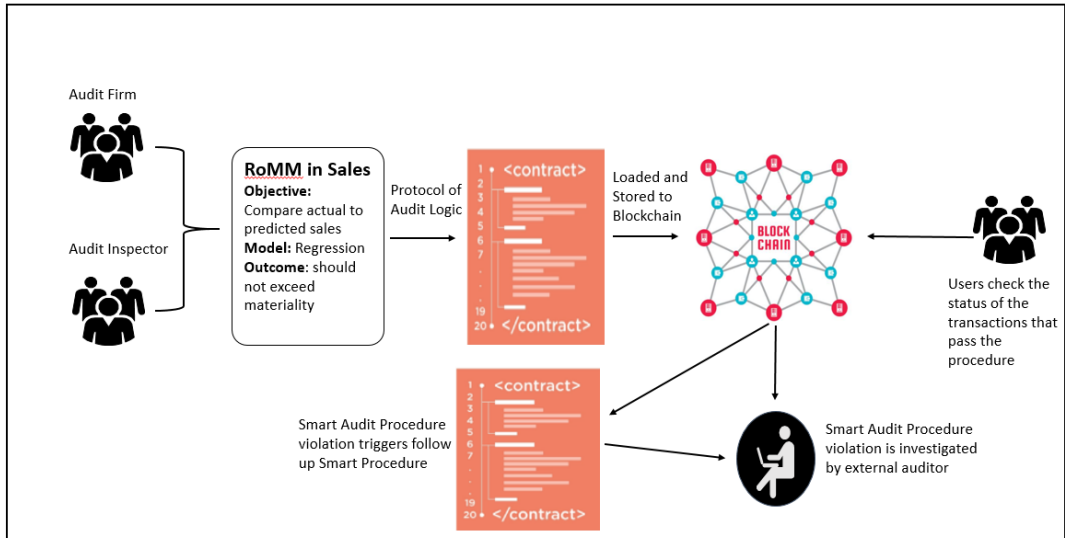 Audit Firm
Audit Inspector
RoMM in Sales
Objective:
Compare actual to
predicted sales
Model: Regression
Outcome: should
not exceed
materiality
Protocol of
Audit Logic
1 <contract>
2
3
4
5
6
7
.
.
.
19
20 </contract>
Loaded and
Stored to
Blockchain
BLOCK
CHAIN
Users check the
status of the
transactions that
pass the
procedure
Smart Audit Procedure
violation triggers follow
up Smart Procedure
1 <contract>
2
3
4
5
6
7
.
.
.
19
20 </contract>
Smart Audit Procedure
violation is investigated
by external auditor